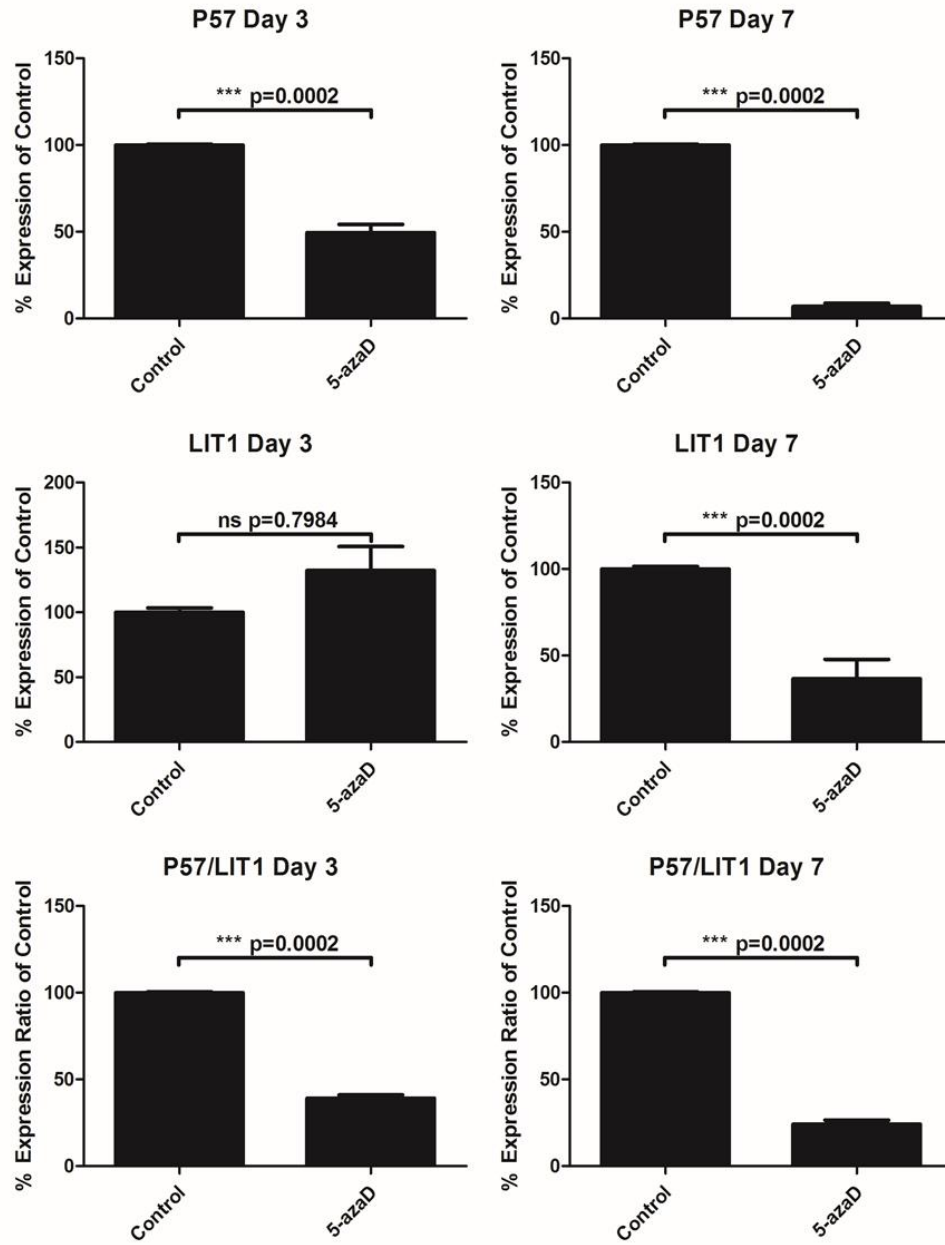 P57 Day 3
% Expression of Control
150
100
50
0
*** p=0.0002
Control
5-azaD
P57 Day 7
% Expression of Control
150
100
50
0
*** p=0.0002
Control
5-azaD
LIT1 Day 3
% Expression of Control
200
150
100
50
0
ns p=0.7984
Control
5-azaD
LIT1 Day 7
% Expression of Control
150
100
50
0
*** p=0.0002
Control
5-azaD
P57/LIT1 Day 3
% Expression Ratio of Control
150
100
50
0
*** p=0.0002
Control
5-azaD
P57/LIT1 Day 7
% Expression Ratio of Control
150
100
50
0
*** p=0.0002
Control
5-azaD